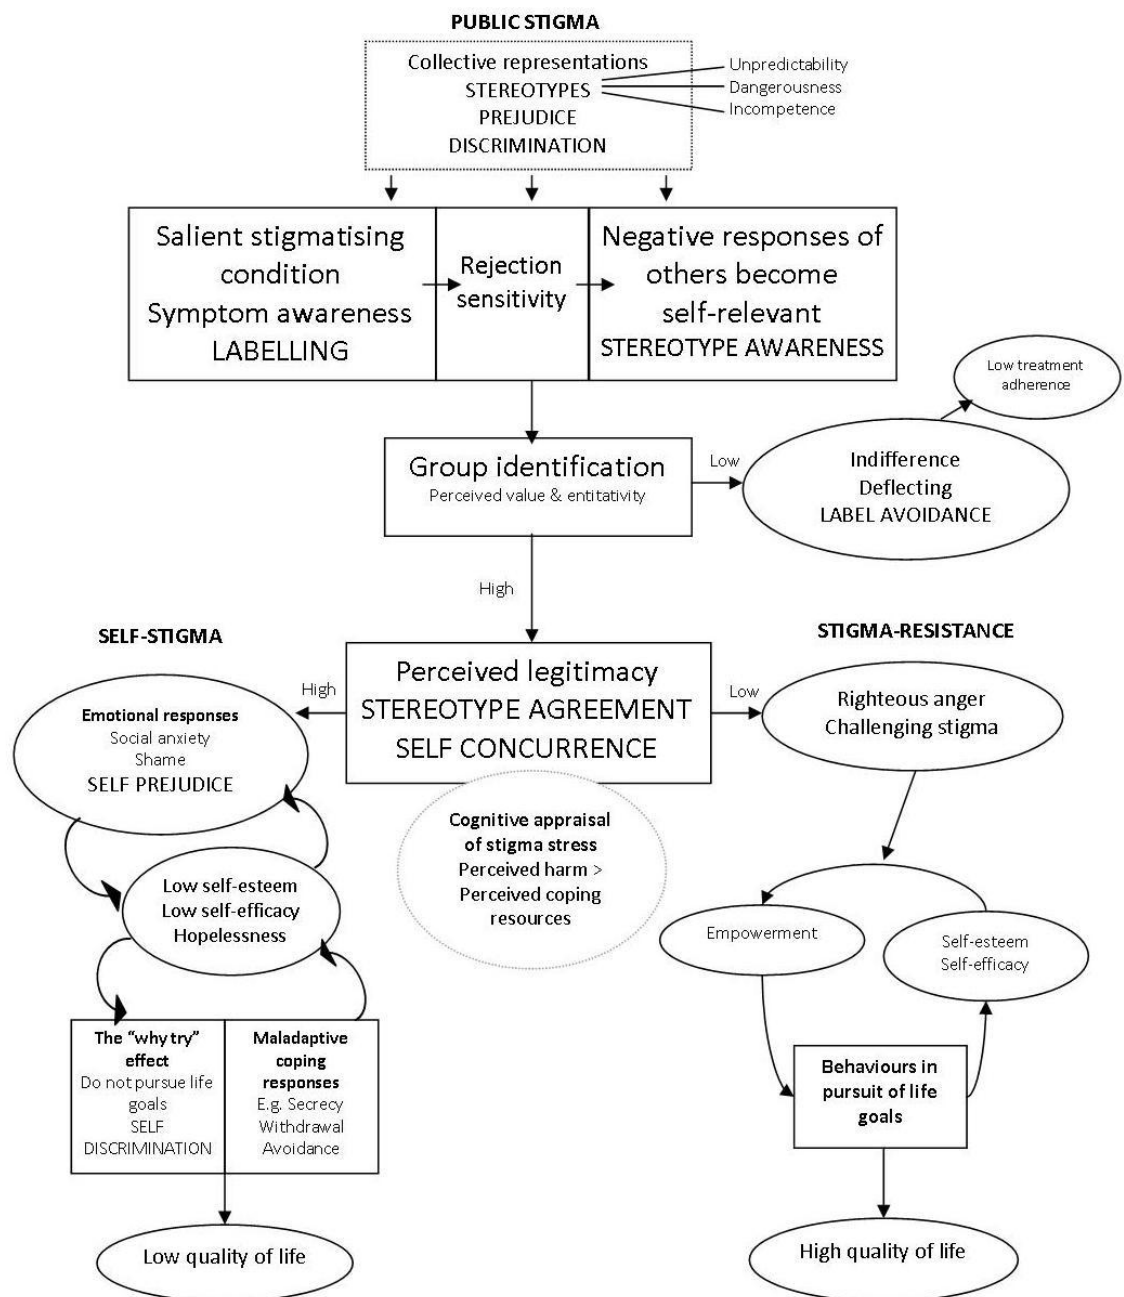 PUBLIC STIGMA
Collective representations
STEREOTYPES
PREJUDICE
DISCRIMINATION
Unpredictability
Dangerousness
Incompetence
Salient stigmatising
condition
Symptom awareness
LABELLING
Rejection
sensitivity
Negative responses of
others become
self-relevant
STEREOTYPE AWARENESS
Low treatment
adherence
Group identification
Perceived value & entitativity
Low
Indifference
Deflecting
LABEL AVOIDANCE
High
SELF-STIGMA
STIGMA-RESISTANCE
Perceived legitimacy
STEREOTYPE AGREEMENT
SELF CONCURRENCE
High
Low
Emotional responses
Social anxiety
Shame
SELF PREJUDICE
Righteous anger
Challenging stigma
Cognitive appraisal
of stigma stress
Perceived harm >
Perceived coping
resources
Low self-esteem
Low self-efficacy
Hopelessness
Empowerment
Self-esteem
Self-efficacy
The “why try”
effect
Do not pursue life
goals
SELF
DISCRIMINATION
Maladaptive
coping
responses
E.g. Secrecy
Withdrawal
Avoidance
Behaviours in
pursuit of life
goals
Low quality of life
High quality of life